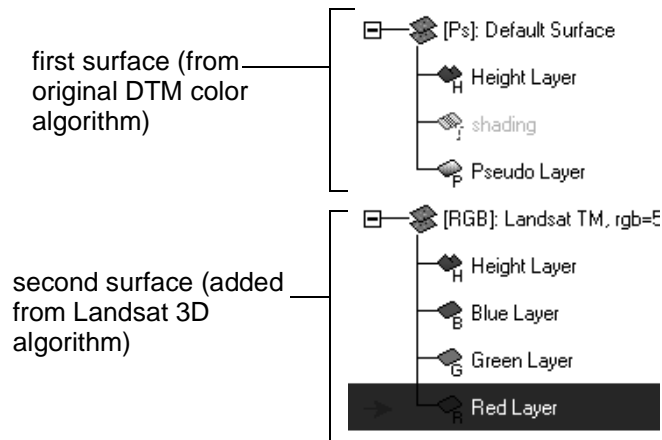 first surface (from
original DTM color
algorithm)
[Ps]: Default Surface
H Height Layer
shading
P Pseudo Layer
second surface (added
from Landsat 3D
algorithm)
[RGB]: Landsat TM, rgb=5
H Height Layer
B Blue Layer
G Green Layer
R Red Layer